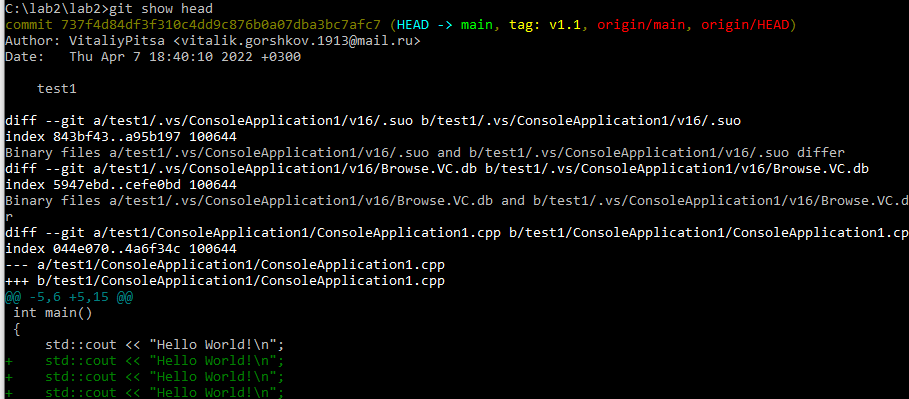 C:\lab2\lab2>git show head
commit 737f4d84df3f310c4dd9c876b0a07dba3bc7afc7 (HEAD -> main, tag: v1.1, origin/main, origin/HEAD)
Author: VitaliyPitsa <vitalik.gorshkov.1913@mail.ru>
Date:   Thu Apr 7 18:40:10 2022 +0300
    test1
diff --git a/test1/.vs/ConsoleApplication1/v16/.suo b/test1/.vs/ConsoleApplication1/v16/.suo
index 843bf43..a95b197 100644
Binary files a/test1/.vs/ConsoleApplication1/v16/.suo and b/test1/.vs/ConsoleApplication1/v16/.suo differ
diff --git a/test1/.vs/ConsoleApplication1/v16/Browse.VC.db b/test1/.vs/ConsoleApplication1/v16/Browse.VC.db
index 5947ebd..cefe0bd 100644
Binary files a/test1/.vs/ConsoleApplication1/v16/Browse.VC.db and b/test1/.vs/ConsoleApplication1/v16/Browse.VC.d
r
diff --git a/test1/ConsoleApplication1/ConsoleApplication1.cpp b/test1/ConsoleApplication1/ConsoleApplication1.cp
index 044e070..4a6f34c 100644
--- a/test1/ConsoleApplication1/ConsoleApplication1.cpp
+++ b/test1/ConsoleApplication1/ConsoleApplication1.cpp
@@ -5,6 +5,15 @@
 int main()
 {
     std::cout << "Hello World!\n";
+    std::cout << "Hello World!\n";
+    std::cout << "Hello World!\n";
+    std::cout << "Hello World!\n";